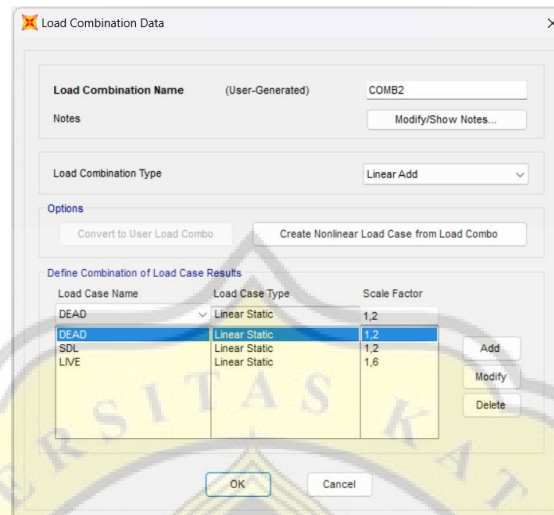 Load Combination Data
Load Combination Name (User-Generated) COMB2
Notes Modify/Show Notes...
Load Combination Type Linear Add
Options
Convert to User Load Combo Create Nonlinear Load Case from Load Combo
Define Combination of Load Case Results
Load Case Name Load Case Type Scale Factor
DEAD Linear Static 1,2
DEAD Linear Static 1,2
SDL Linear Static 1,2
LIVE Linear Static 1,6
Add
Modify
Delete
OK Cancel
ERSITAS KAT